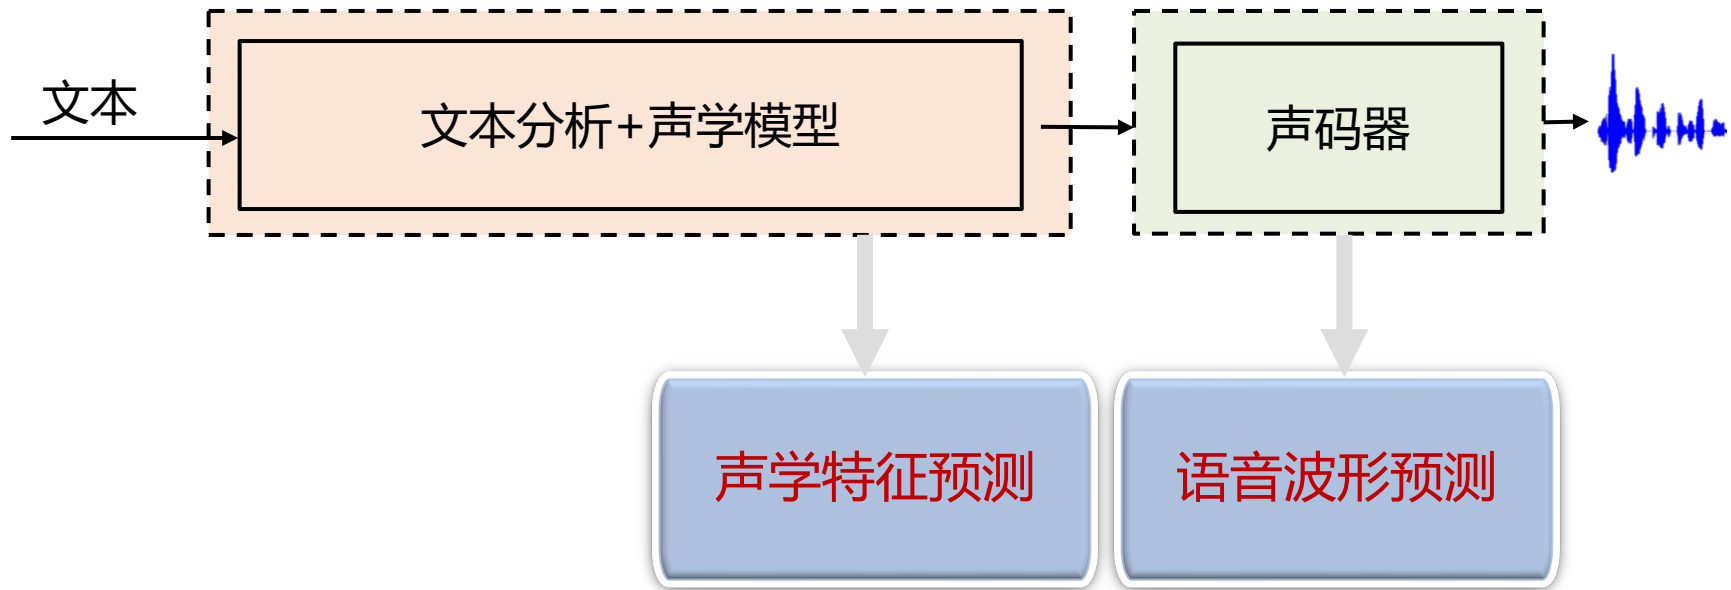 文本
文本分析+声学模型
声码器
声学特征预测
语音波形预测